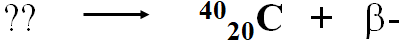 ?? ⟶ ⁴⁰₂₀C + β-